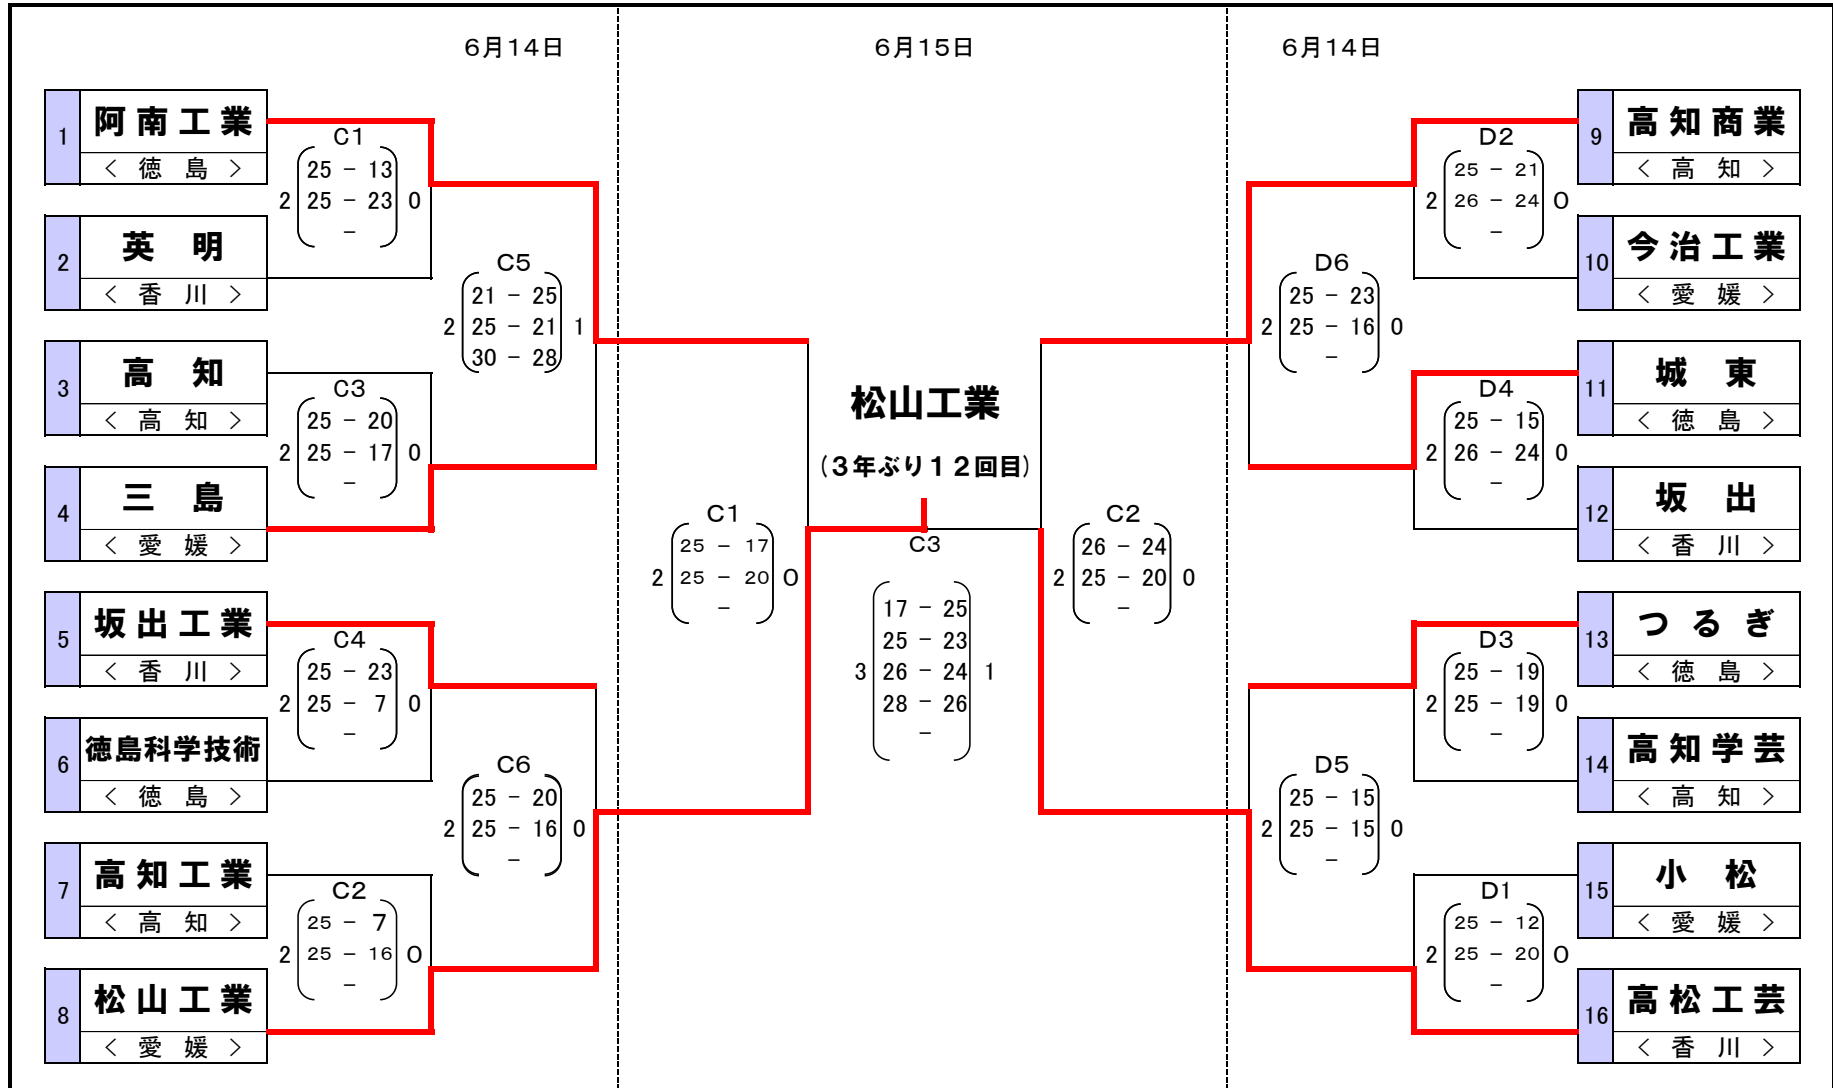 6月14日
6月15日
6月14日
1 阿南工業
< 徳島 >
2 英明
< 香川 >
3 高知
< 高知 >
4 三島
< 愛媛 >
5 坂出工業
< 香川 >
6 徳島科学技術
< 徳島 >
7 高知工業
< 高知 >
8 松山工業
< 愛媛 >
C1
25 - 13
2 25 - 23 0
-
C3
25 - 20
2 25 - 17 0
-
C4
25 - 23
2 25 - 7 0
-
C2
25 - 7
2 25 - 16 0
-
C5
21 - 25
2 25 - 21 1
30 - 28
C6
25 - 20
2 25 - 16 0
-
C1
25 - 17
2 25 - 20 0
-
松山工業
(3年ぶり12回目)
C3
17 - 25
25 - 23
3 26 - 24 1
28 - 26
-
C2
26 - 24
2 25 - 20 0
-
D6
25 - 23
2 25 - 16 0
-
D5
25 - 15
2 25 - 15 0
-
D2
25 - 21
2 26 - 24 0
-
D4
25 - 15
2 26 - 24 0
-
D3
25 - 19
2 25 - 19 0
-
D1
25 - 12
2 25 - 20 0
-
9 高知商業
< 高知 >
10 今治工業
< 愛媛 >
11 城東
< 徳島 >
12 坂出
< 香川 >
13 つるぎ
< 徳島 >
14 高知学芸
< 高知 >
15 小松
< 愛媛 >
16 高松工芸
< 香川 >